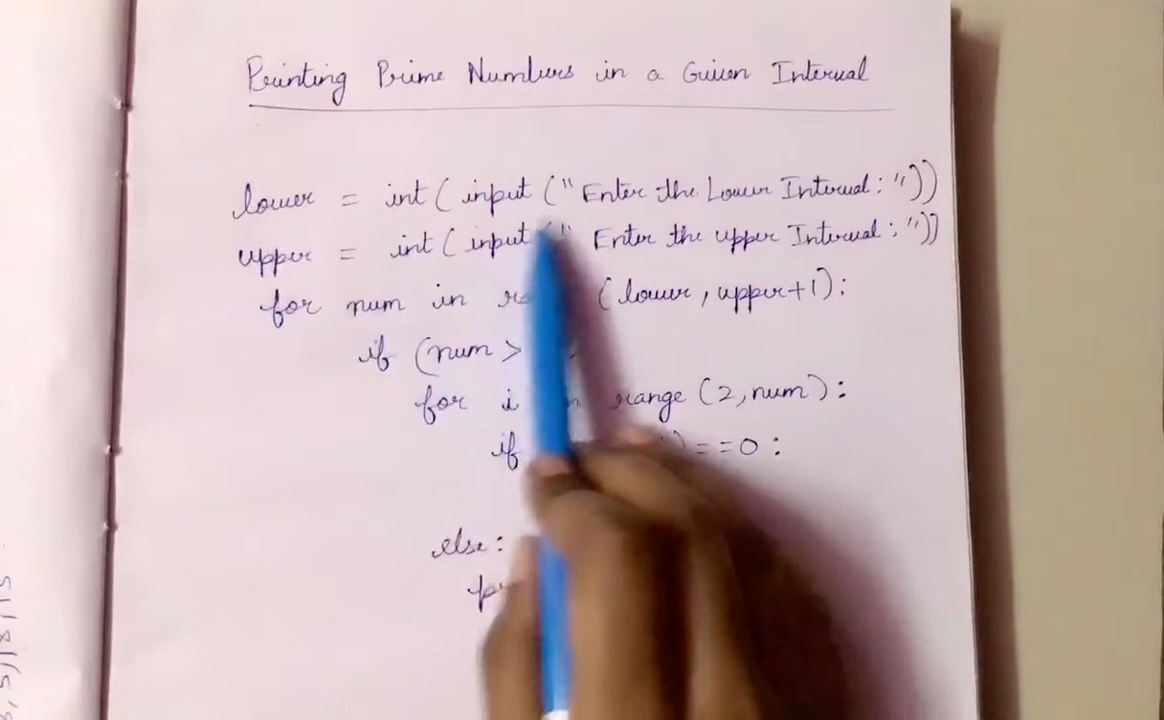 Printing Prime Numbers in a Given Interval
lower = int( input ("Enter the Lower Interval: "))
upper = int( input (" Enter the upper Interval: "))
for num in (lower, upper+1):
if (num >
for i range (2, num):
if ==0 :
else: